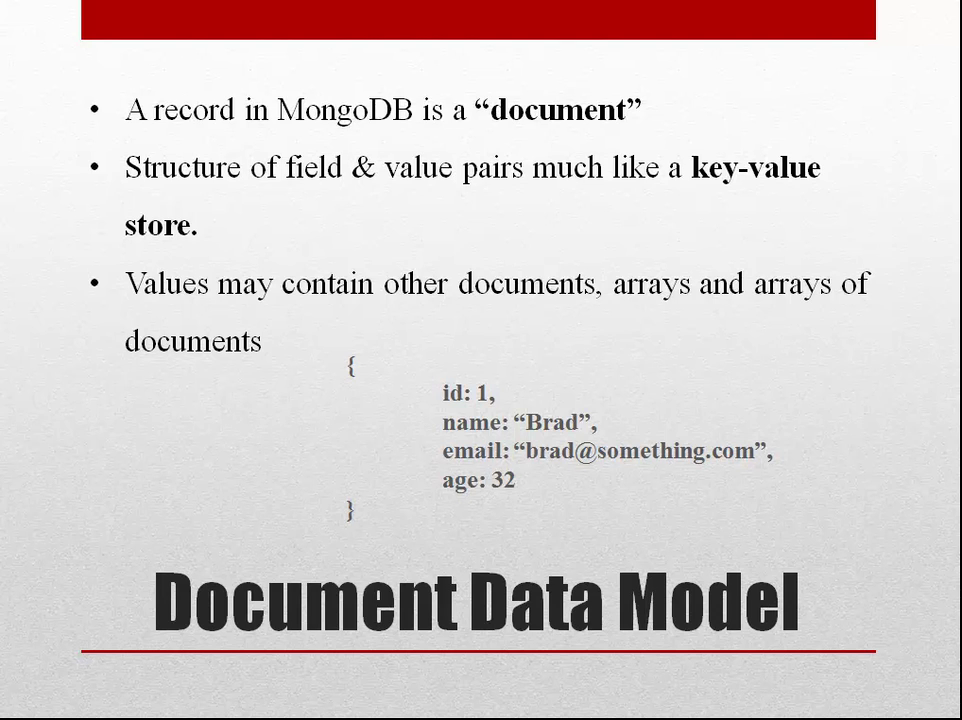 • A record in MongoDB is a “document”
• Structure of field & value pairs much like a key-value
store.
• Values may contain other documents, arrays and arrays of
documents
{
id: 1,
name: “Brad”,
email: “brad@something.com”,
age: 32
}
Document Data Model